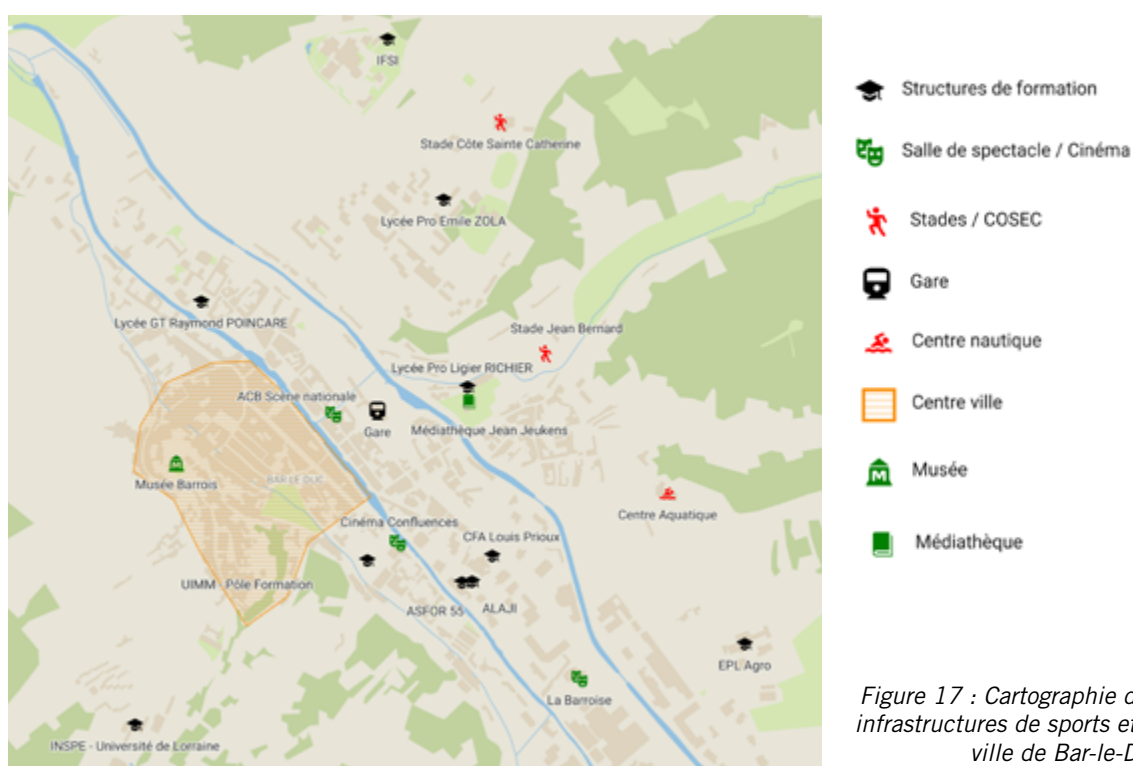 IFSI
Stade Côte Sainte Catherine
Lycée Pro Emile ZOLA
Lycée GT Raymond POINCARE
Stade Jean Bernard
Lycée Pro Ligier RICHIER
ACB Scène nationale
Gare
Médiathèque Jean Jeukens
Musée Barrois
BAR-LE-DUC
Centre Aquatique
Cinéma Confluences
CFA Louis Prioux
UIMM - Pôle Formation
ASFOR 55
ALAJI
EPL Agro
La Barroise
INSPE - Université de Lorraine
Structures de formation
Salle de spectacle / Cinéma
Stades / COSEC
Gare
Centre nautique
Centre ville
Musée
Médiathèque
Figure 17 : Cartographie
infrastructures de sports
ville de Bar-le-